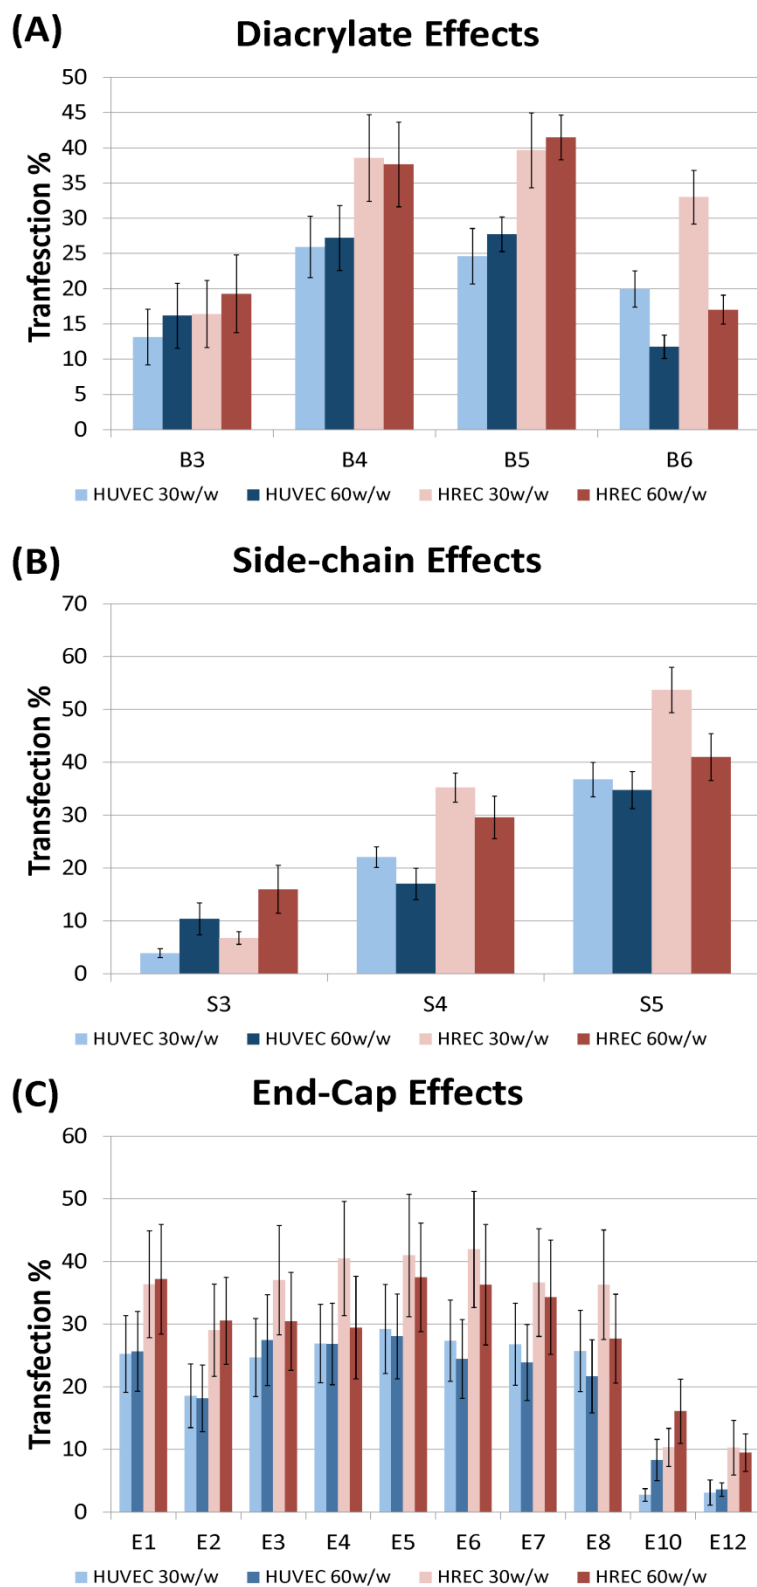 (A) Diacrylate Effects
Tranfesction %
50
45
40
35
30
25
20
15
10
5
0
B3 B4 B5 B6
HUVEC 30w/w HUVEC 60w/w HREC 30w/w HREC 60w/w
(B) Side-chain Effects
Transfection %
70
60
50
40
30
20
10
0
S3 S4 S5
HUVEC 30w/w HUVEC 60w/w HREC 30w/w HREC 60w/w
(C) End-Cap Effects
Transfection %
60
50
40
30
20
10
0
E1 E2 E3 E4 E5 E6 E7 E8 E10 E12
HUVEC 30w/w HUVEC 60w/w HREC 30w/w HREC 60w/w